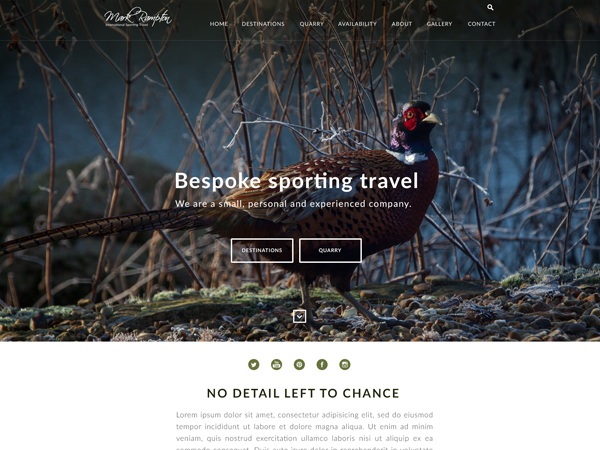 Mark Rampton
International Sporting Travel
HOME DESTINATIONS QUARRY AVAILABILITY ABOUT GALLERY CONTACT
Bespoke sporting travel
We are a small, personal and experienced company.
DESTINATIONS QUARRY
NO DETAIL LEFT TO CHANCE
Lorem ipsum dolor sit amet, consectetur adipisicing elit, sed do eiusmod
tempor incididunt ut labore et dolore magna aliqua. Ut enim ad minim
veniam, quis nostrud exercitation ullamco laboris nisi ut aliquip ex ea